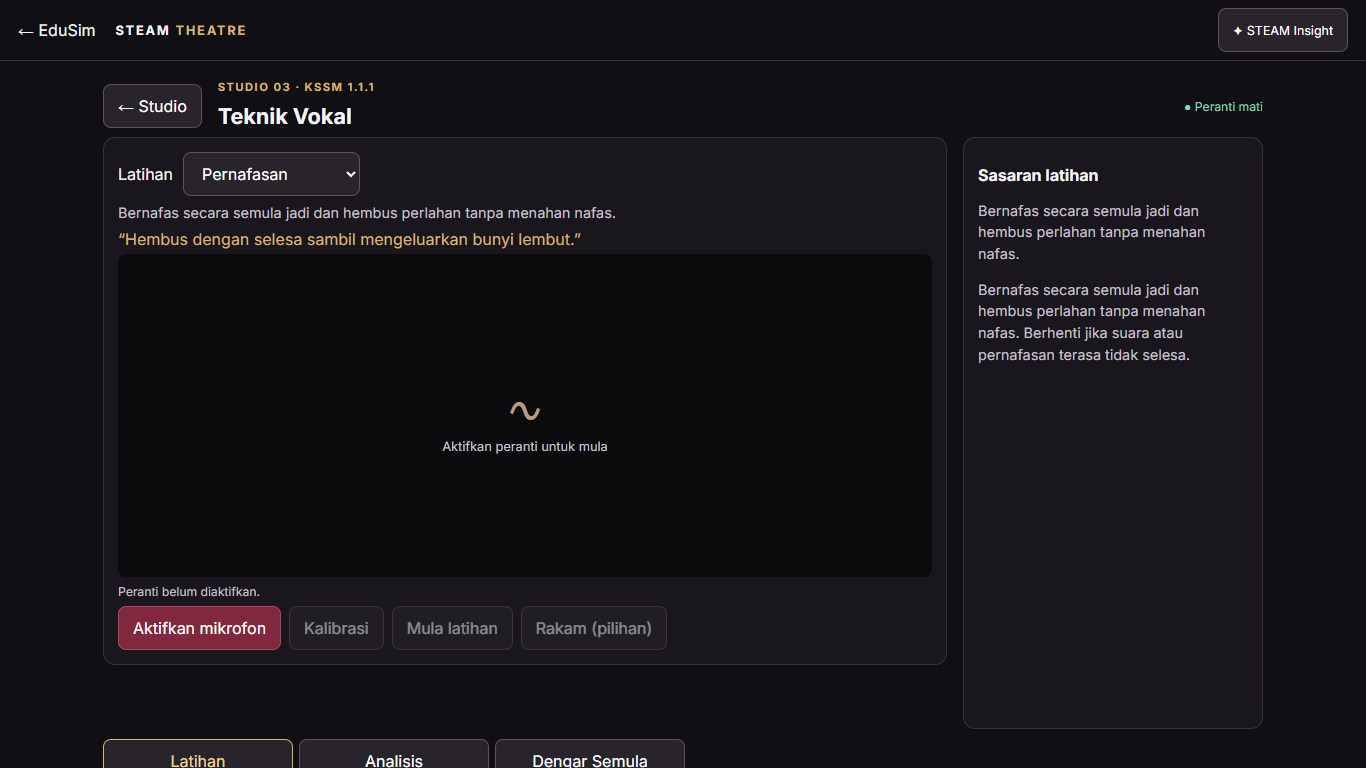 ← EduSim
STEAM THEATRE
✦ STEAM Insight
← Studio
STUDIO 03 · KSSM 1.1.1
Teknik Vokal
● Peranti mati
Latihan
Pernafasan
Bernafas secara semula jadi dan hembus perlahan tanpa menahan nafas.
“Hembus dengan selesa sambil mengeluarkan bunyi lembut.”
Aktifkan peranti untuk mula
Peranti belum diaktifkan.
Aktifkan mikrofon
Kalibrasi
Mula latihan
Rakam (pilihan)
Sasaran latihan
Bernafas secara semula jadi dan
hembus perlahan tanpa menahan
nafas.
Bernafas secara semula jadi dan
hembus perlahan tanpa menahan
nafas. Berhenti jika suara atau
pernafasan terasa tidak selesa.
Latihan
Analisis
Dengar Semula